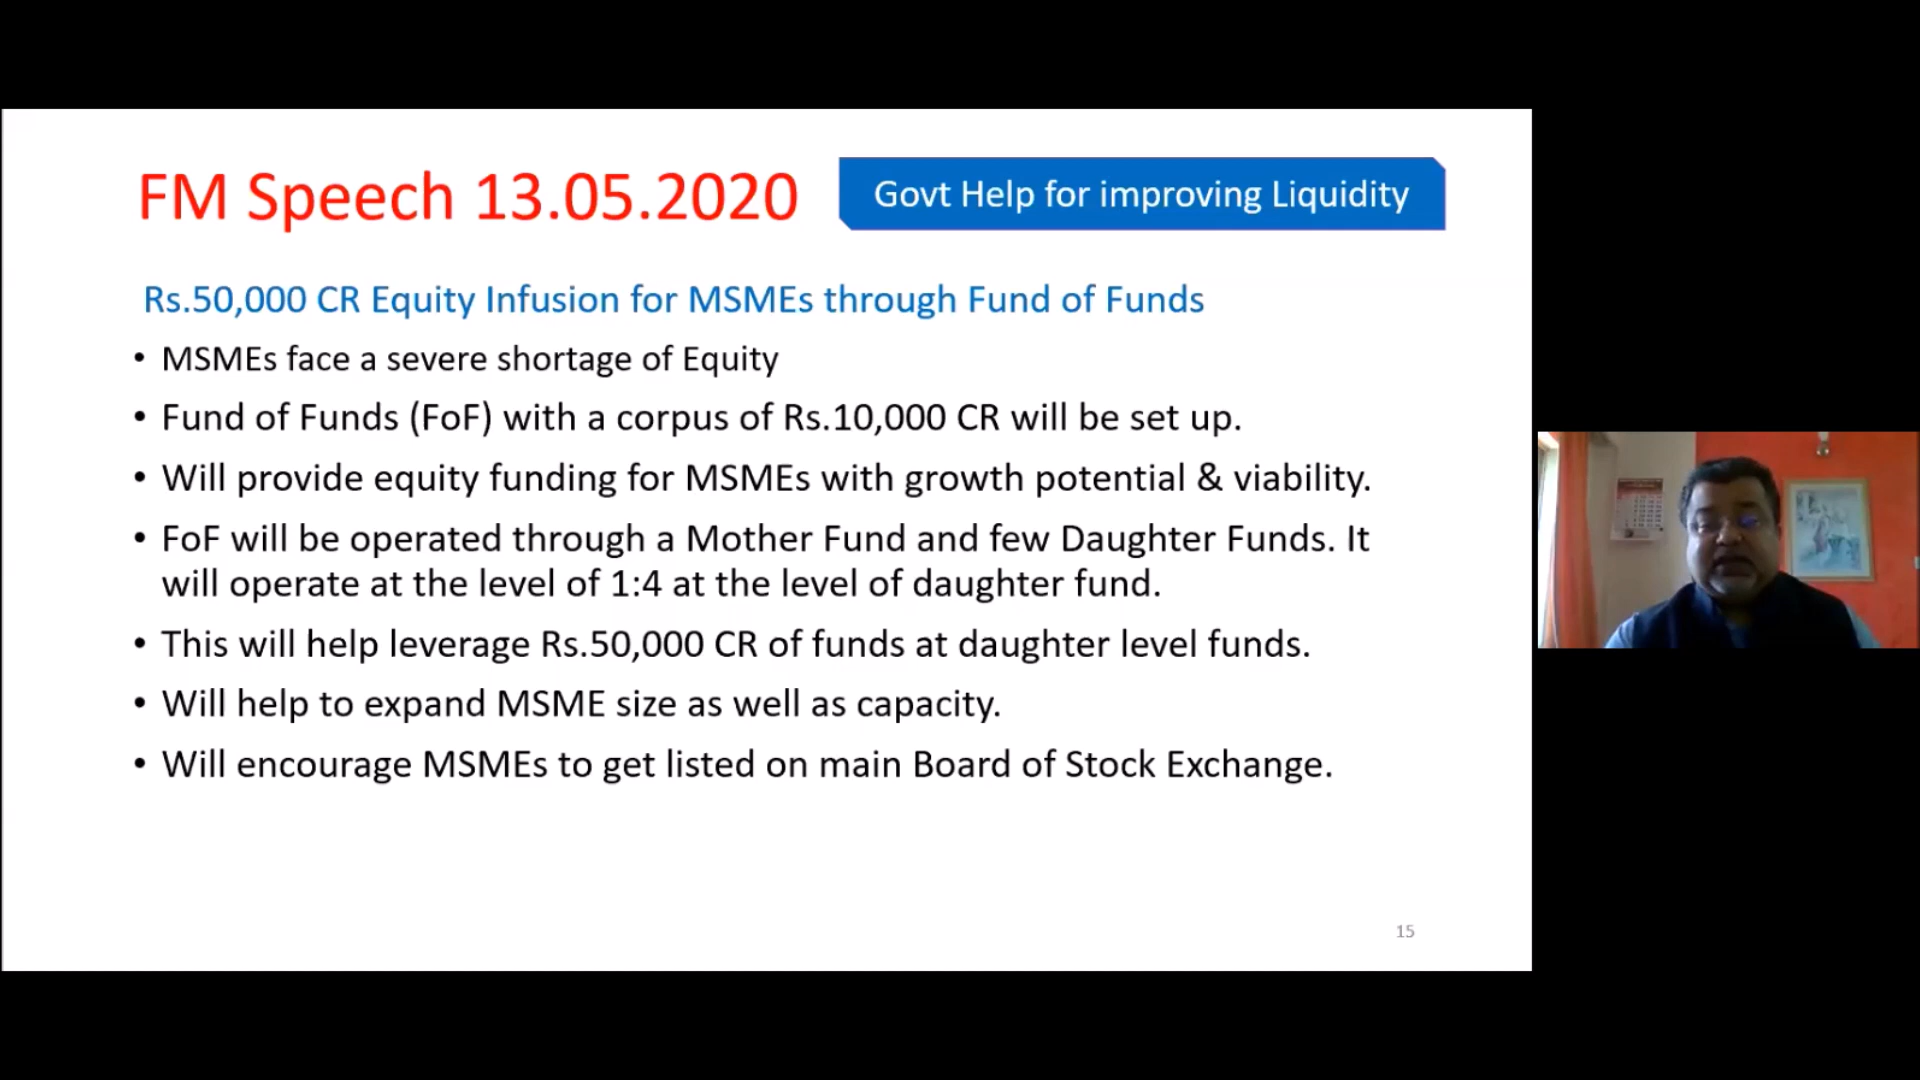 FM Speech 13.05.2020
Govt Help for improving Liquidity
Rs.50,000 CR Equity Infusion for MSMEs through Fund of Funds
• MSMEs face a severe shortage of Equity
• Fund of Funds (FoF) with a corpus of Rs.10,000 CR will be set up.
• Will provide equity funding for MSMEs with growth potential & viability.
• FoF will be operated through a Mother Fund and few Daughter Funds. It
will operate at the level of 1:4 at the level of daughter fund.
• This will help leverage Rs.50,000 CR of funds at daughter level funds.
• Will help to expand MSME size as well as capacity.
• Will encourage MSMEs to get listed on main Board of Stock Exchange.
15